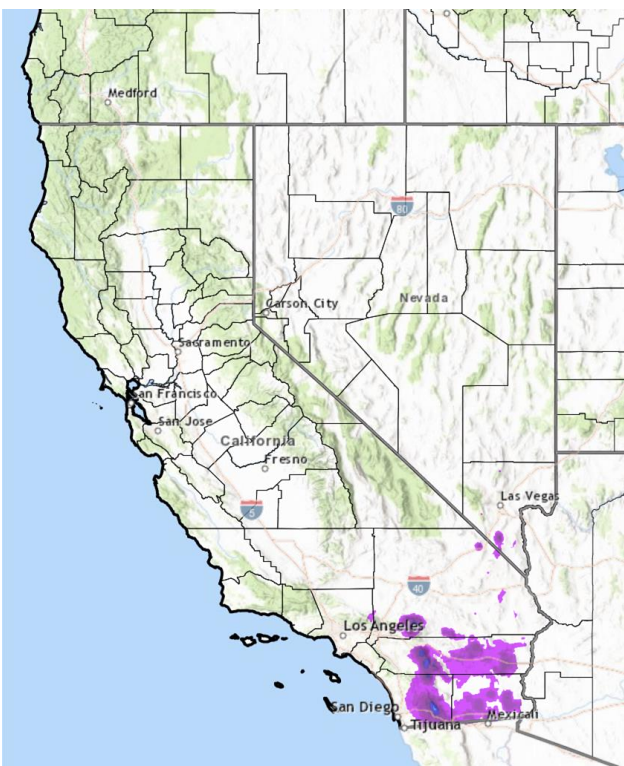 Medford
80
Carson City
Nevada
Sacramento
San Francisco
San Jose
California
Fresno
5
Las Vegas
40
Los Angeles
San Diego
Mexicali
Tijuana